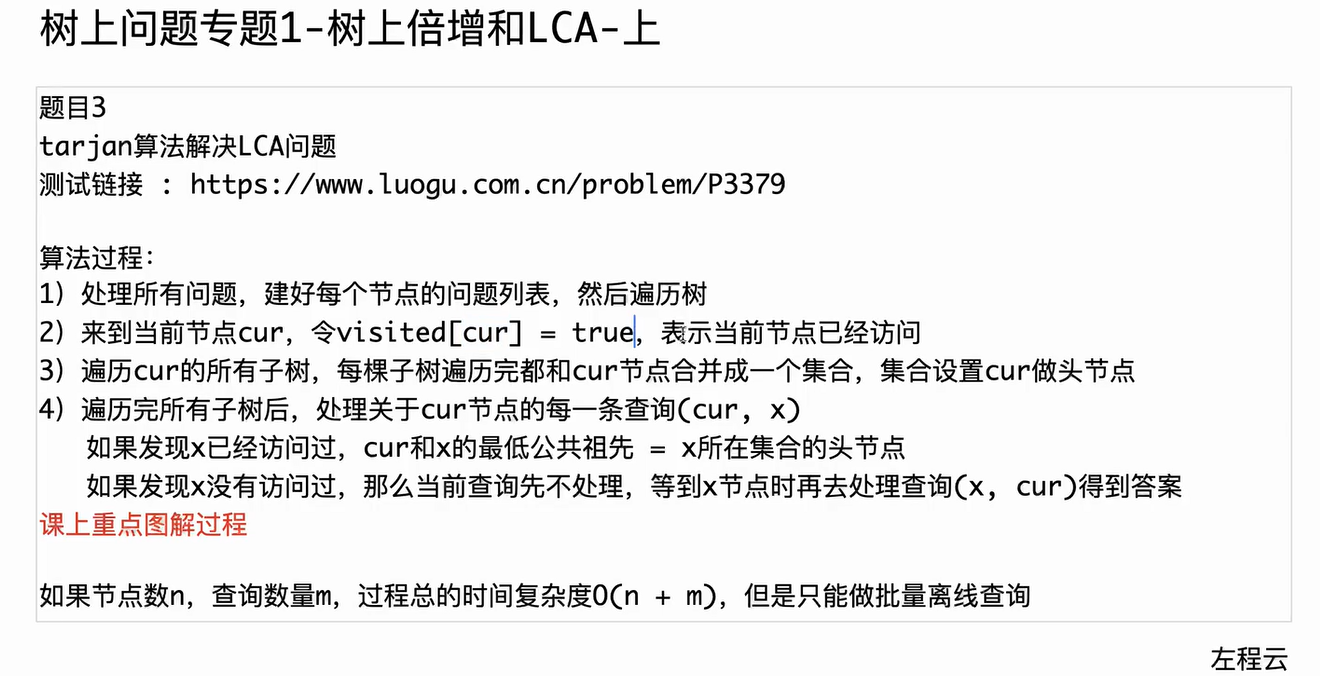 树上问题专题1-树上倍增和LCA-上
题目3
tarjan算法解决LCA问题
测试链接 : https://www.luogu.com.cn/problem/P3379
算法过程：
1）处理所有问题，建好每个节点的问题列表，然后遍历树
2）来到当前节点cur，令visited[cur] = true，表示当前节点已经访问
3）遍历cur的所有子树，每棵子树遍历完都和cur节点合并成一个集合，集合设置cur做头节点
4）遍历完所有子树后，处理关于cur节点的每一条查询(cur, x)
如果发现x已经访问过，cur和x的最低公共祖先 = x所在集合的头节点
如果发现x没有访问过，那么当前查询先不处理，等到x节点时再去处理查询(x, cur)得到答案
课上重点图解过程
如果节点数n，查询数量m，过程总的时间复杂度O(n + m)，但是只能做批量离线查询
左程云